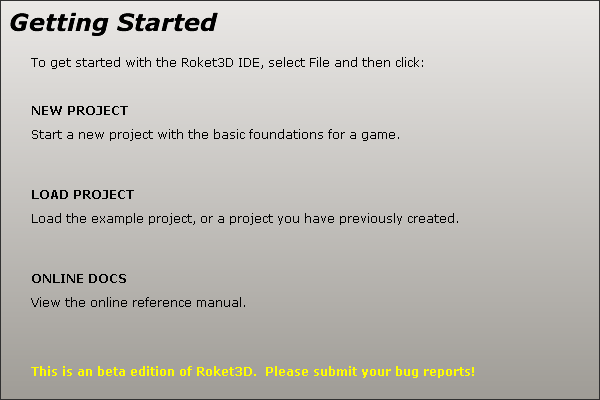 Getting Started
To get started with the Roket3D IDE, select File and then click:
NEW PROJECT
Start a new project with the basic foundations for a game.
LOAD PROJECT
Load the example project, or a project you have previously created.
ONLINE DOCS
View the online reference manual.
This is an beta edition of Roket3D.  Please submit your bug reports!